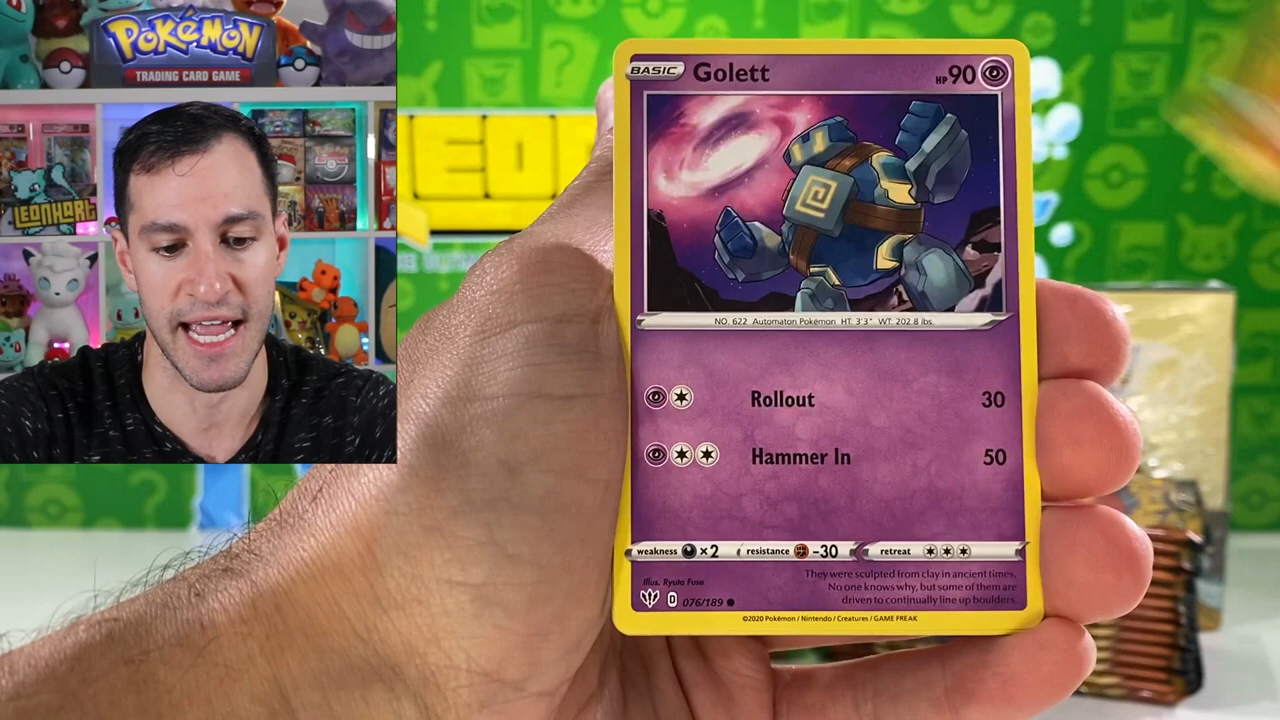 POKéMON
TRADING CARD GAME
LEONHART
EON
BASIC Golett HP 90
NO. 622 Automaton Pokémon HT: 3'3" WT: 202.8 lbs.
Rollout 30
Hammer In 50
weakness ×2 resistance -30 retreat
Illus. Ryuta Fuse
They were sculpted from clay in ancient times.
No one knows why, but some of them are
driven to continually line up boulders.
D 076/189
©2020 Pokémon / Nintendo / Creatures / GAME FREAK